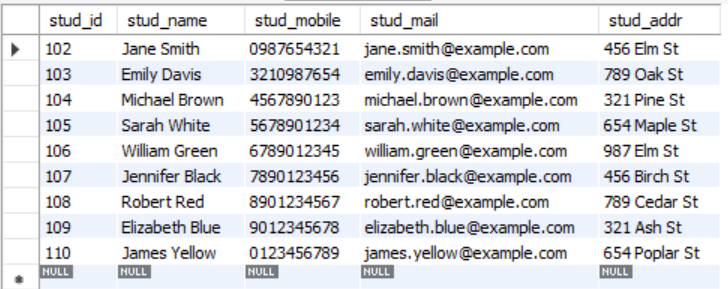 stud_id stud_name stud_mobile stud_mail stud_addr
102 Jane Smith 0987654321 jane.smith@example.com 456 Elm St
103 Emily Davis 3210987654 emily.davis@example.com 789 Oak St
104 Michael Brown 4567890123 michael.brown@example.com 321 Pine St
105 Sarah White 5678901234 sarah.white@example.com 654 Maple St
106 William Green 6789012345 william.green@example.com 987 Elm St
107 Jennifer Black 7890123456 jennifer.black@example.com 456 Birch St
108 Robert Red 8901234567 robert.red@example.com 789 Cedar St
109 Elizabeth Blue 9012345678 elizabeth.blue@example.com 321 Ash St
110 James Yellow 0123456789 james.yellow@example.com 654 Poplar St
NULL NULL NULL NULL NULL